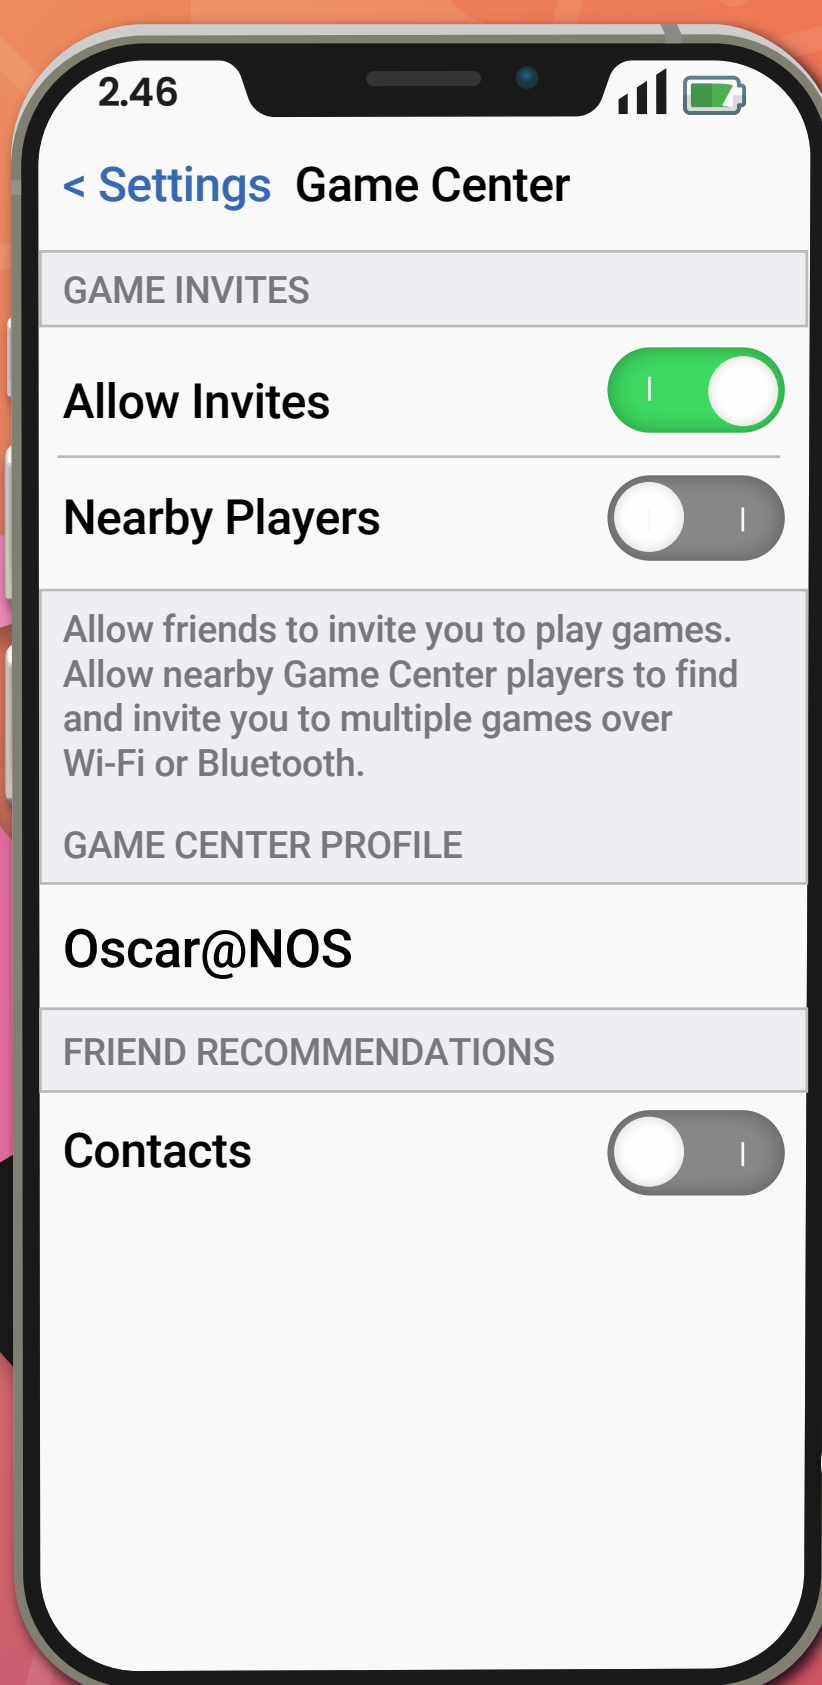 2.46
< Settings Game Center
GAME INVITES
Allow Invites
Nearby Players
Allow friends to invite you to play games.
Allow nearby Game Center players to find
and invite you to multiple games over
Wi-Fi or Bluetooth.
GAME CENTER PROFILE
Oscar@NOS
FRIEND RECOMMENDATIONS
Contacts